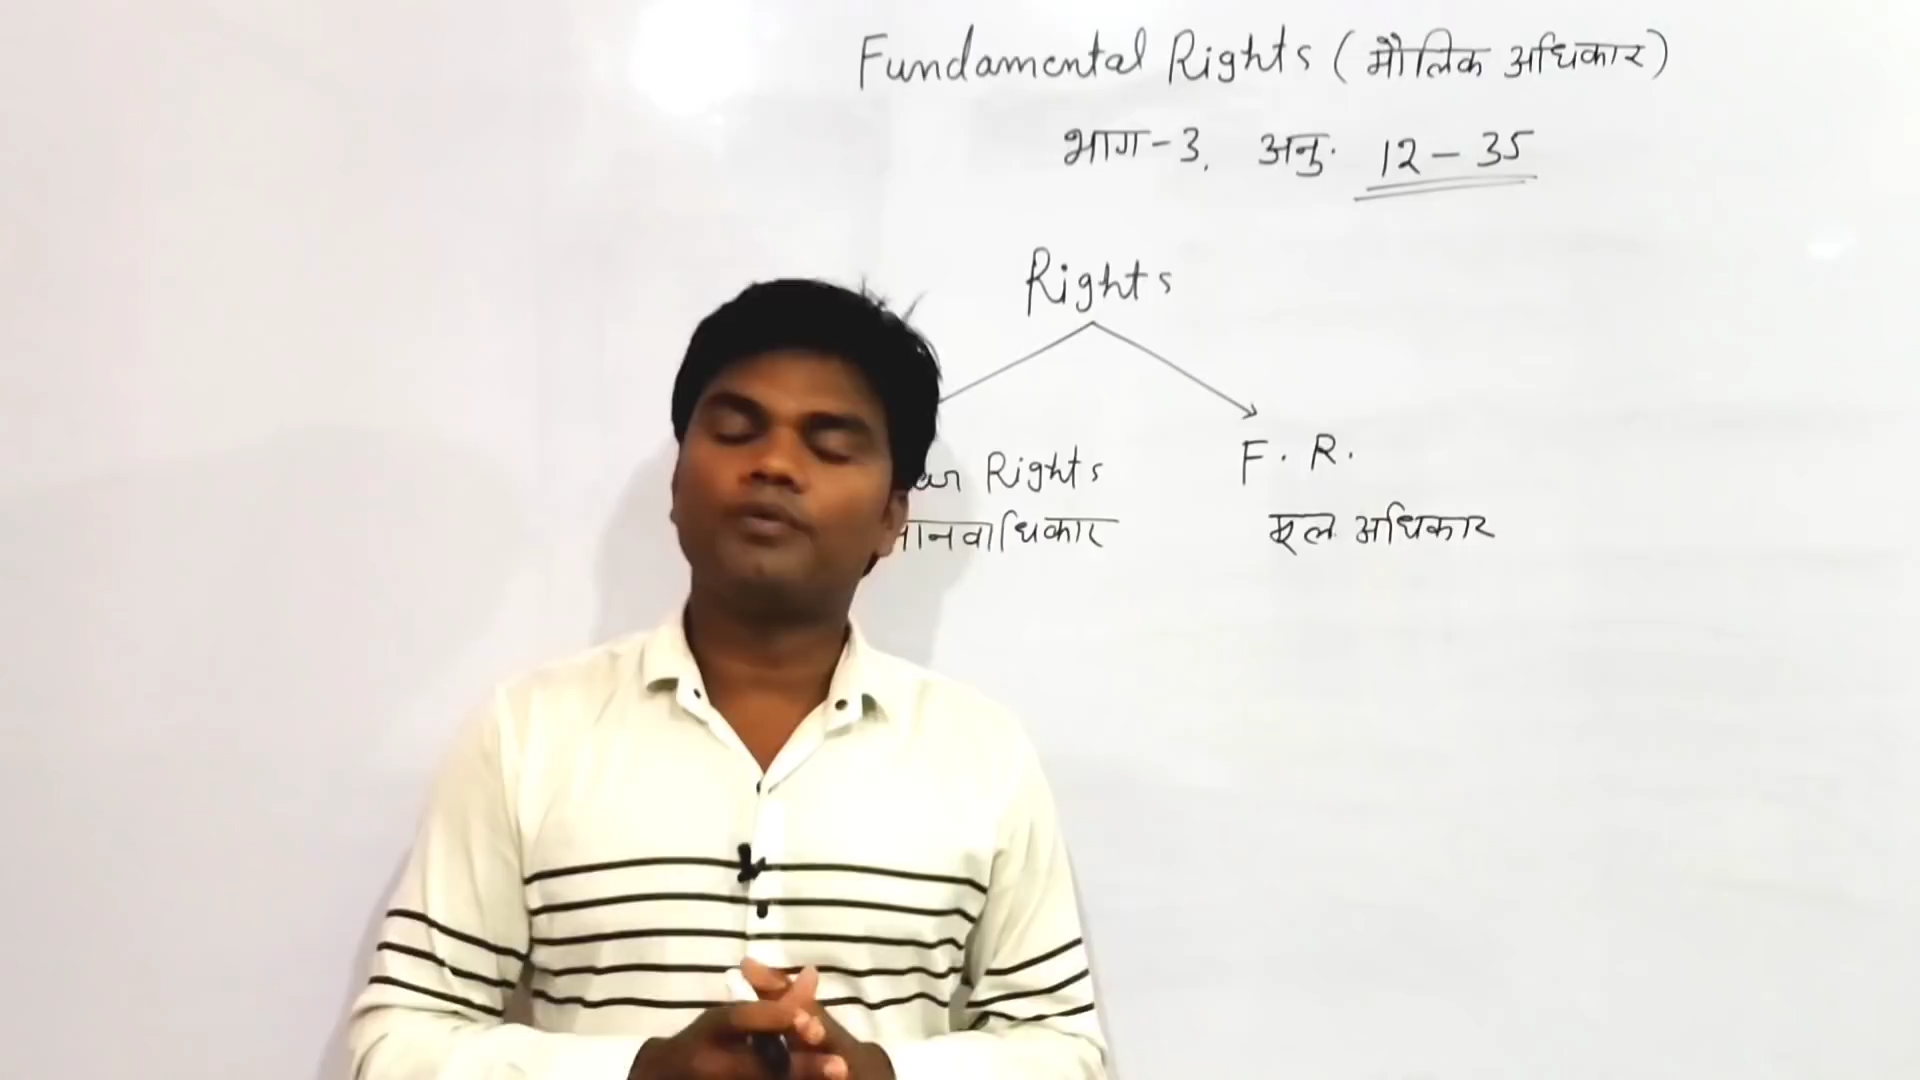 Fundamental Rights (मौलिक अधिकार)
भाग-3. अनु. 12 - 35
Rights
Rights F. R.
मूल अधिकार